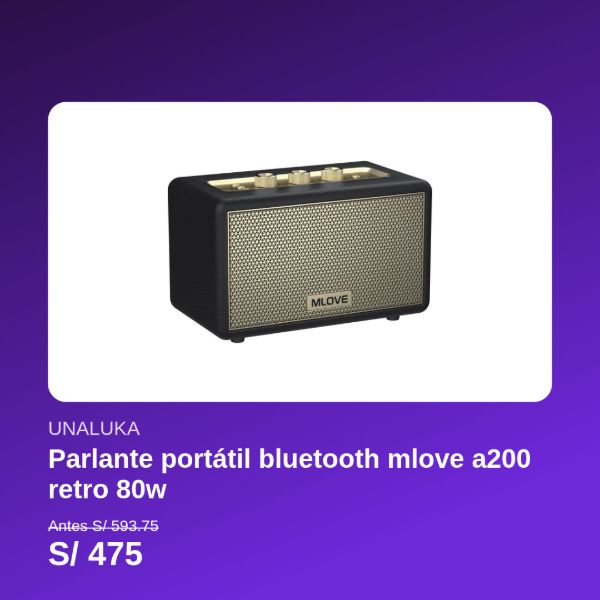 MLOVE
UNALUKA
Parlante portátil bluetooth mlove a200
retro 80w
Antes S/ 593.75
S/ 475